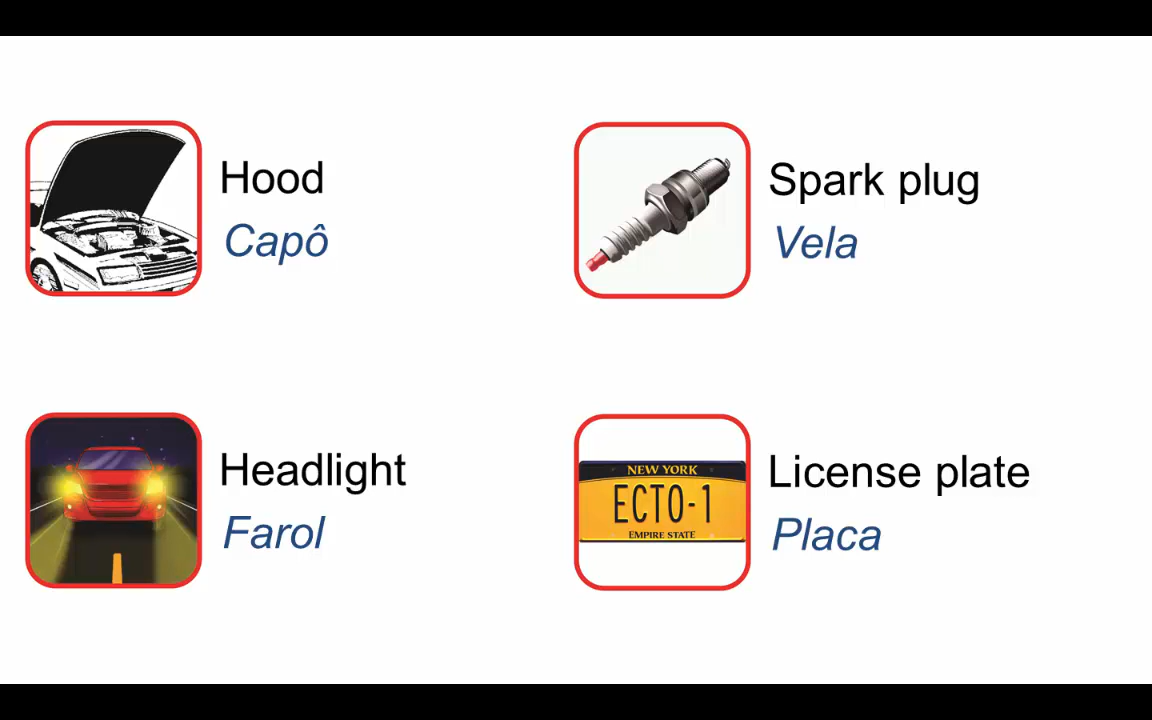 Hood
Capô
Spark plug
Vela
Headlight
Farol
NEW YORK
ECTO-1
EMPIRE STATE
License plate
Placa